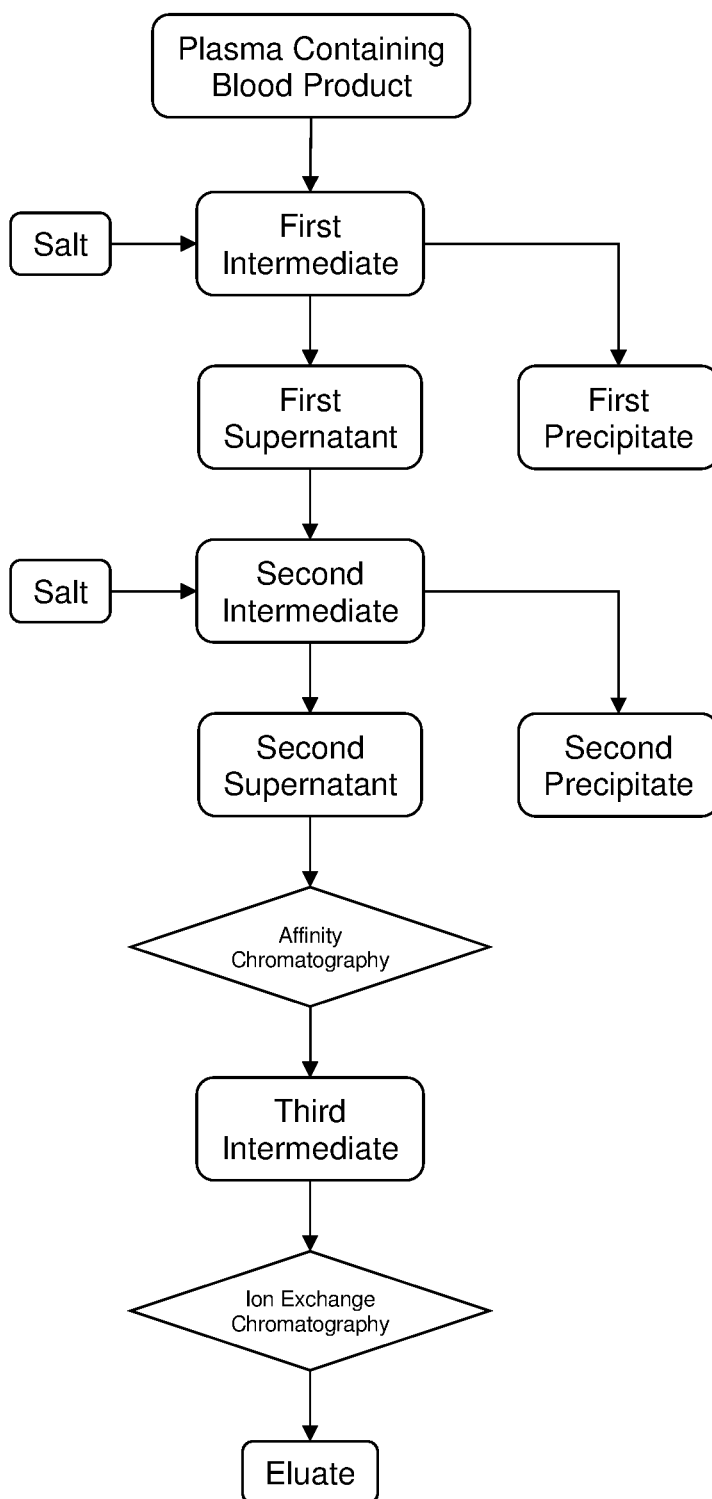 Plasma Containing
Blood Product
Salt
First
Intermediate
First
Supernatant
First
Precipitate
Salt
Second
Intermediate
Second
Supernatant
Second
Precipitate
Affinity
Chromatography
Third
Intermediate
Ion Exchange
Chromatography
Eluate